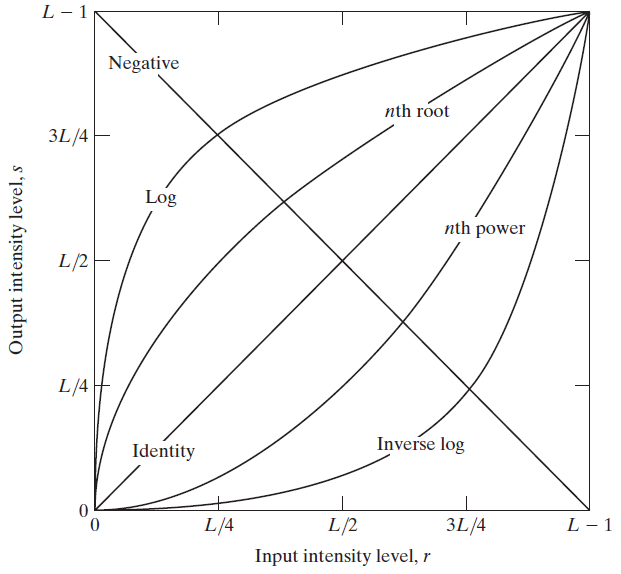 L − 1
Negative
nth root
3L/4
Log
nth power
L/2
L/4
Identity
Inverse log
0
0
L/4
L/2
3L/4
L − 1
Input intensity level, r
Output intensity level, s